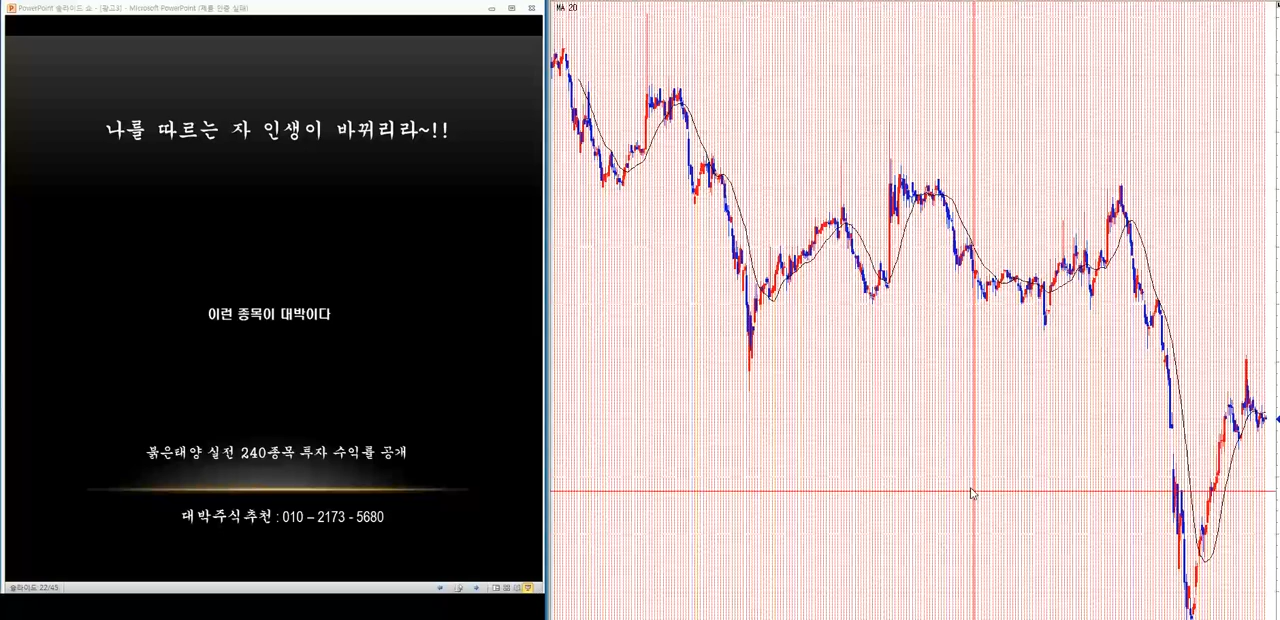 PowerPoint 슬라이드 쇼 - [광고3] - Microsoft PowerPoint (제품 인증 실패)
나를 따르는 자 인생이 바뀌리라~!!
이런 종목이 대박이다
붉은태양 실전 240종목 투자 수익률 공개
대박주식추천 : 010 – 2173 - 5680
슬라이드 22/45
MA 20